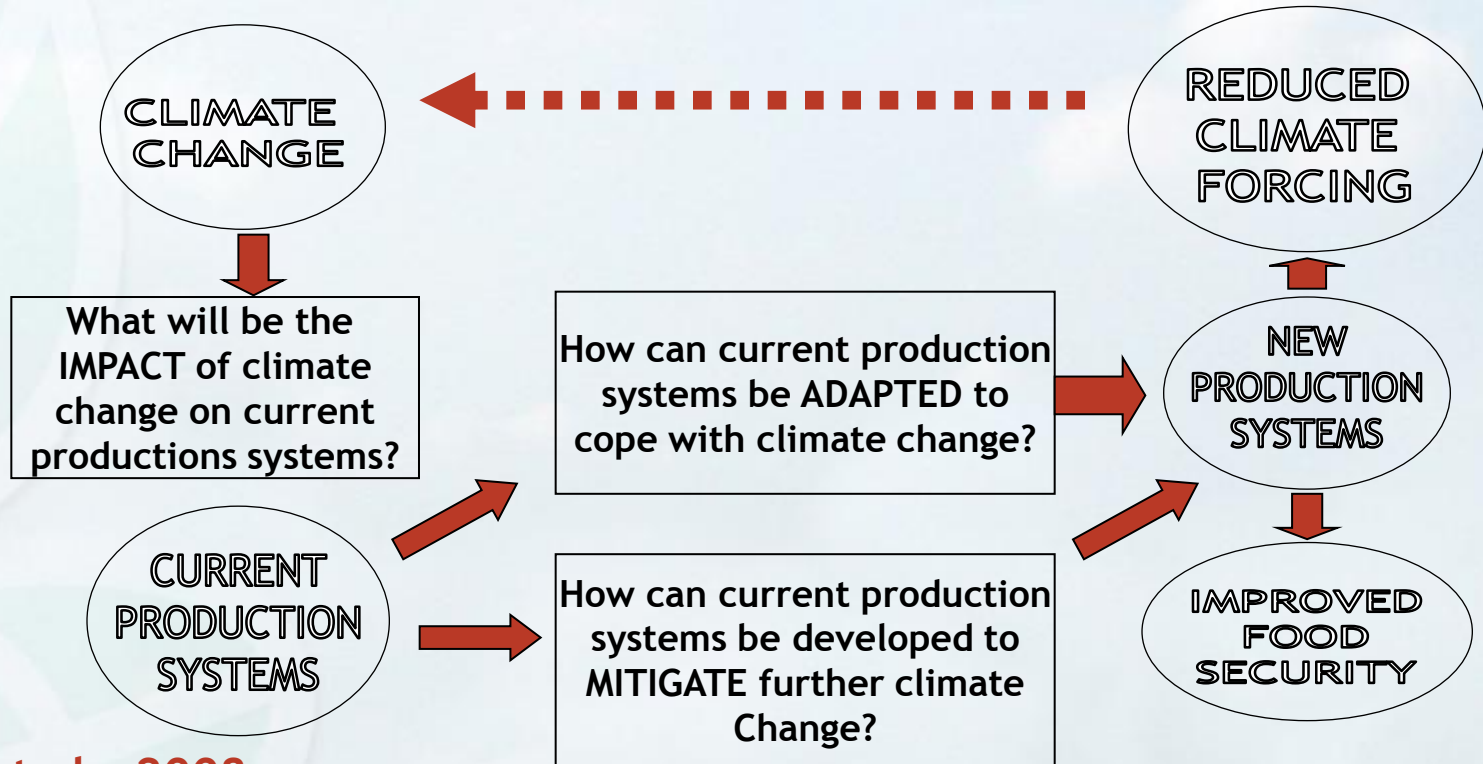 CLIMATE
CHANGE
REDUCED
CLIMATE
FORCING
What will be the
IMPACT of climate
change on current
productions systems?
How can current production
systems be ADAPTED to
cope with climate change?
NEW
PRODUCTION
SYSTEMS
CURRENT
PRODUCTION
SYSTEMS
How can current production
systems be developed to
MITIGATE further climate
Change?
IMPROVED
FOOD
SECURITY